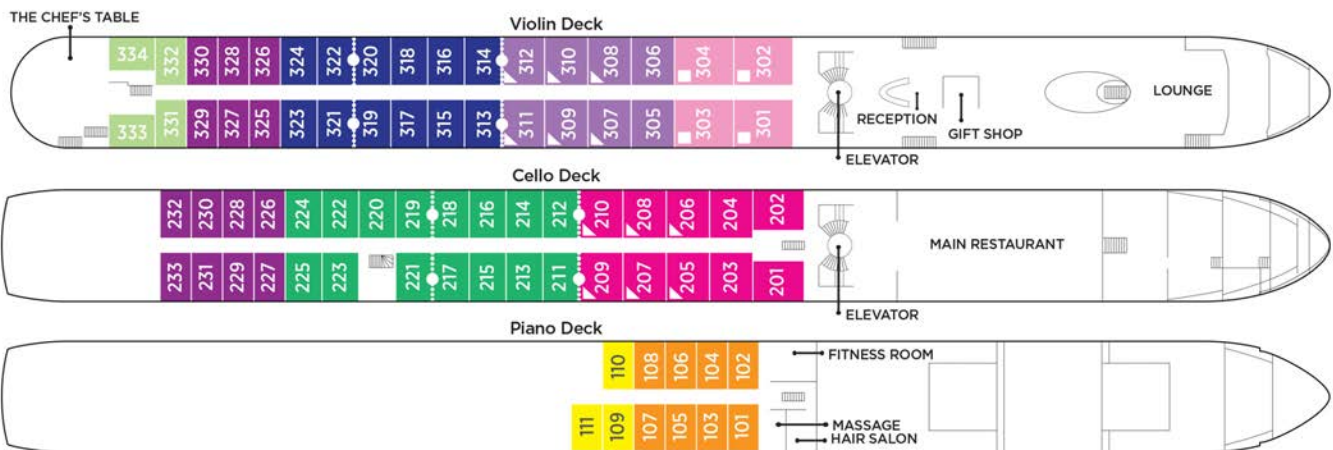 THE CHEF'S TABLE
Violin Deck
334 332 330 328 326 324 322 320 318 316 314 312 310 308 306 304 302
333 331 329 327 325 323 321 319 317 315 313 311 309 307 305 303 301
RECEPTION
GIFT SHOP
LOUNGE
ELEVATOR
Cello Deck
232 230 228 226 224 222 220 219 218 216 214 212 210 208 206 204 202
233 231 229 227 225 223 221 217 215 213 211 209 207 205 203 201
MAIN RESTAURANT
ELEVATOR
Piano Deck
110 108 106 104 102
111 109 107 105 103 101
FITNESS ROOM
MASSAGE
HAIR SALON